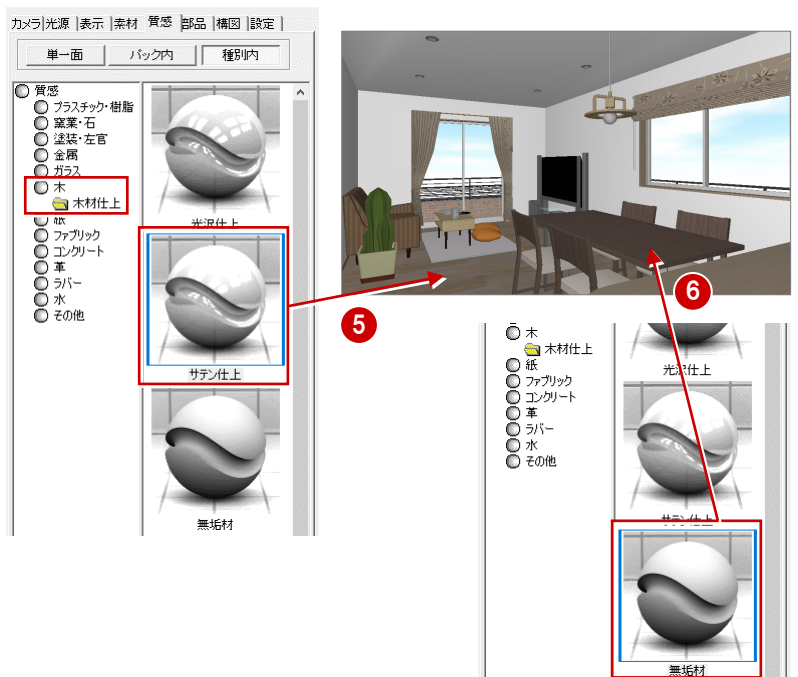 カメラ 光源 表示 素材 質感 部品 構図 設定
単一面 パック内 種別内
質感
プラスチック・樹脂
窯業・石
塗装・左官
金属
ガラス
木
木材仕上
紙
ファブリック
コンクリート
革
ラバー
水
その他
光沢仕上
サテン仕上
無垢材
5
6
木
木材仕上
紙
ファブリック
コンクリート
革
ラバー
水
その他
光沢仕上
サテン仕上
無垢材